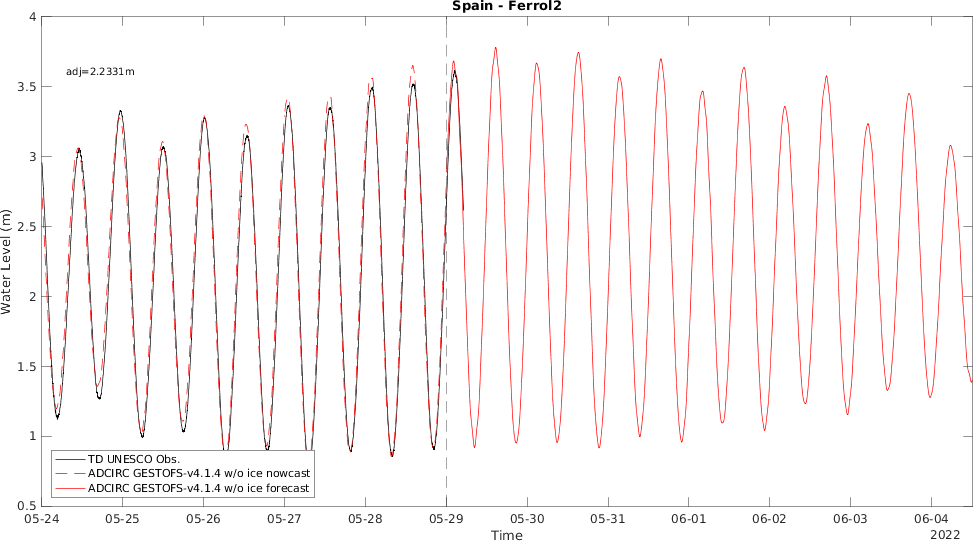 Spain - Ferrol2
adj=2.2331m
Water Level (m)
4
3.5
3
2.5
2
1.5
1
0.5
TD UNESCO Obs.
ADCIRC GESTOFS-v4.1.4 w/o ice nowcast
ADCIRC GESTOFS-v4.1.4 w/o ice forecast
05-24 05-25 05-26 05-27 05-28 05-29 05-30 05-31 06-01 06-02 06-03 06-04
Time
2022